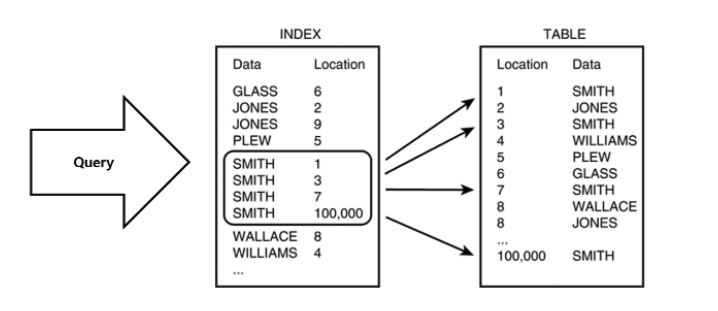 INDEX
Data Location
GLASS 6
JONES 2
JONES 9
PLEW 5
SMITH 1
SMITH 3
SMITH 7
SMITH 100,000
WALLACE 8
WILLIAMS 4
...
Query
TABLE
Location Data
1 SMITH
2 JONES
3 SMITH
4 WILLIAMS
5 PLEW
6 GLASS
7 SMITH
8 WALLACE
8 JONES
...
100,000 SMITH